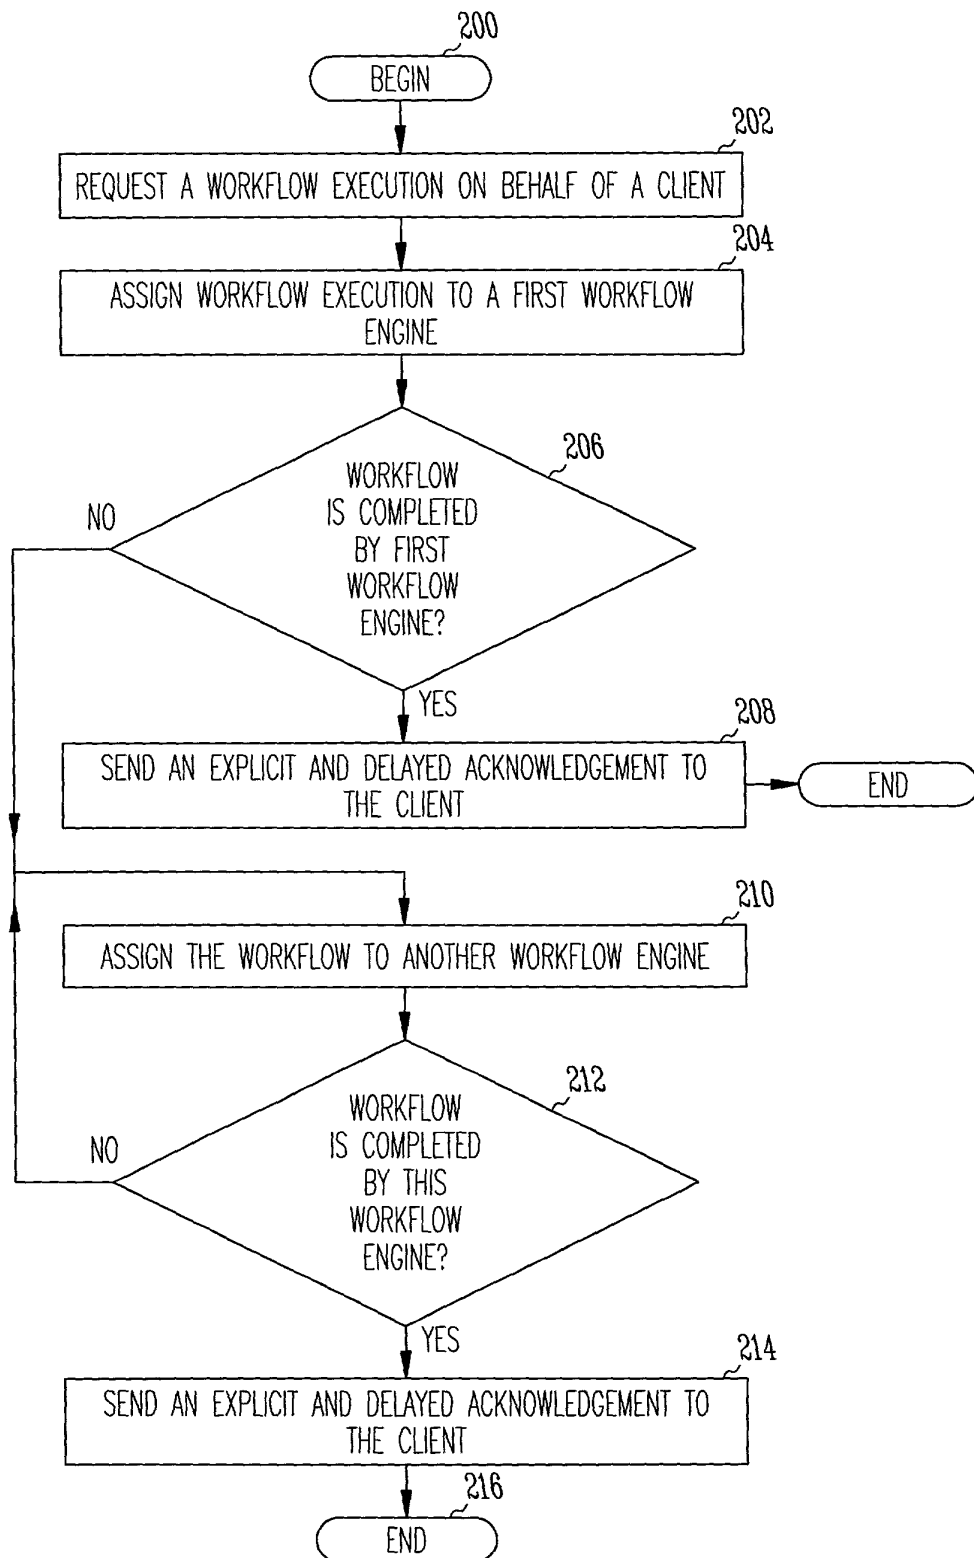 200
BEGIN
202
REQUEST A WORKFLOW EXECUTION ON BEHALF OF A CLIENT
204
ASSIGN WORKFLOW EXECUTION TO A FIRST WORKFLOW
ENGINE
206
WORKFLOW
IS COMPLETED
BY FIRST
WORKFLOW
ENGINE?
NO
YES
208
SEND AN EXPLICIT AND DELAYED ACKNOWLEDGEMENT TO
THE CLIENT
END
210
ASSIGN THE WORKFLOW TO ANOTHER WORKFLOW ENGINE
212
WORKFLOW
IS COMPLETED
BY THIS
WORKFLOW
ENGINE?
NO
YES
214
SEND AN EXPLICIT AND DELAYED ACKNOWLEDGEMENT TO
THE CLIENT
216
END